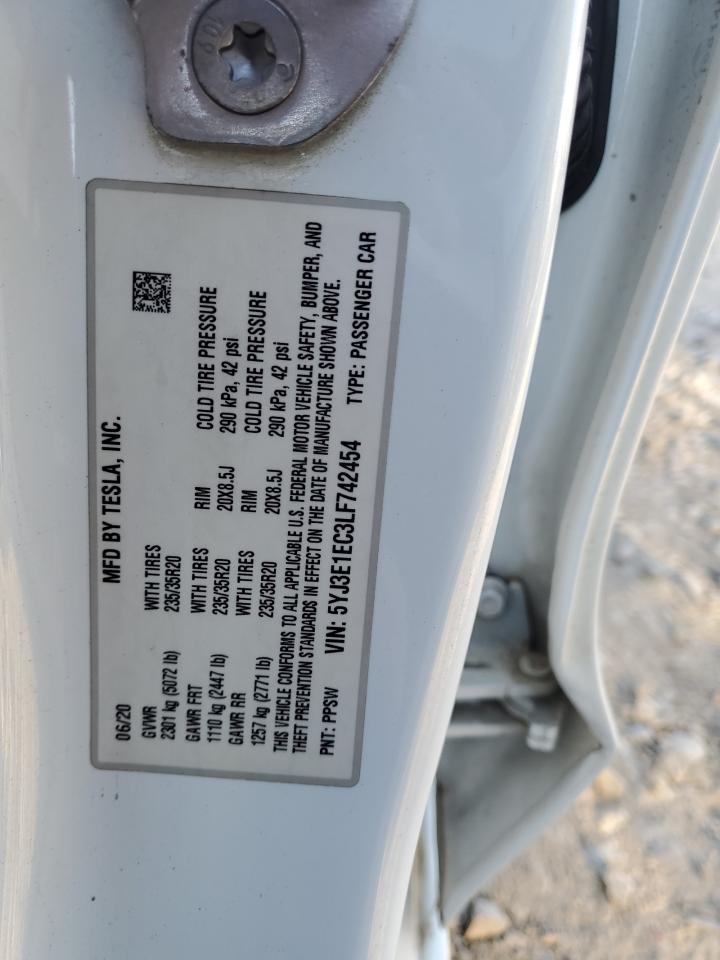 MFD BY TESLA, INC.
06/20
GVWR WITH TIRES
2301 kg (5072 lb) 235/35R20
GAWR FRT WITH TIRES RIM COLD TIRE PRESSURE
1110 kg (2447 lb) 235/35R20 20X8.5J 290 kPa, 42 psi
GAWR RR WITH TIRES RIM COLD TIRE PRESSURE
1257 kg (2771 lb) 235/35R20 20X8.5J 290 kPa, 42 psi
THIS VEHICLE CONFORMS TO ALL APPLICABLE U.S. FEDERAL MOTOR VEHICLE SAFETY, BUMPER, AND
THEFT PREVENTION STANDARDS IN EFFECT ON THE DATE OF MANUFACTURE SHOWN ABOVE.
PNT: PPSW VIN: 5YJ3E1EC3LF742454 TYPE: PASSENGER CAR